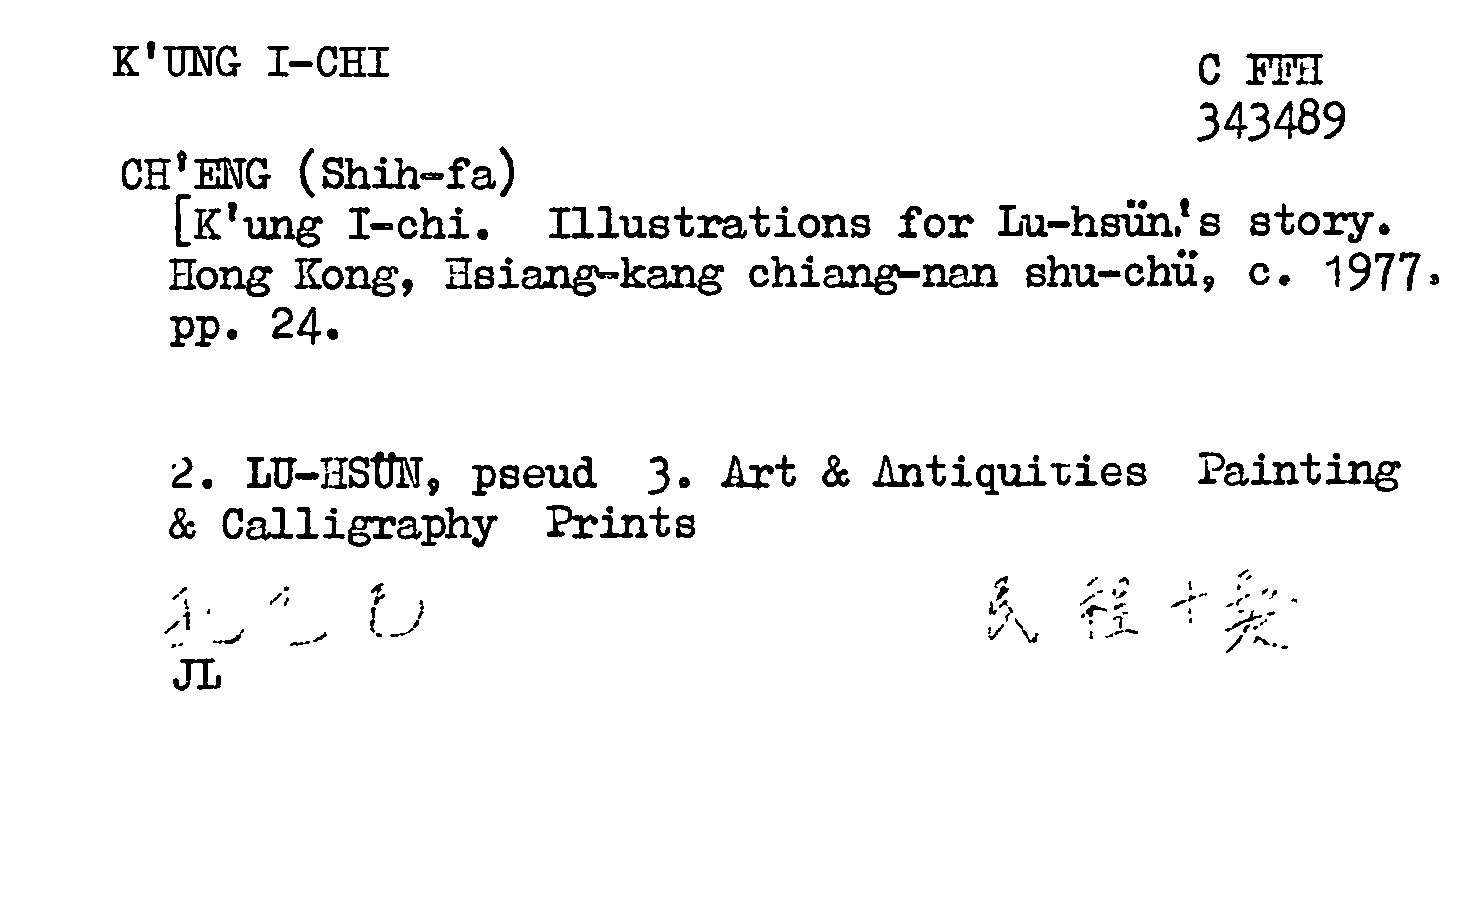 K'UNG I-CHI
C FTH
343489
CH'ENG (Shih-fa)
[K'ung I-chi. Illustrations for Lu-hsün.'s story.
Hong Kong, Hsiang-kang chiang-nan shu-chü, c. 1977.
pp. 24.
2. LU-HSÜN, pseud 3. Art & Antiquities Painting
& Calligraphy Prints
孔乙己 民 程十髮
JL